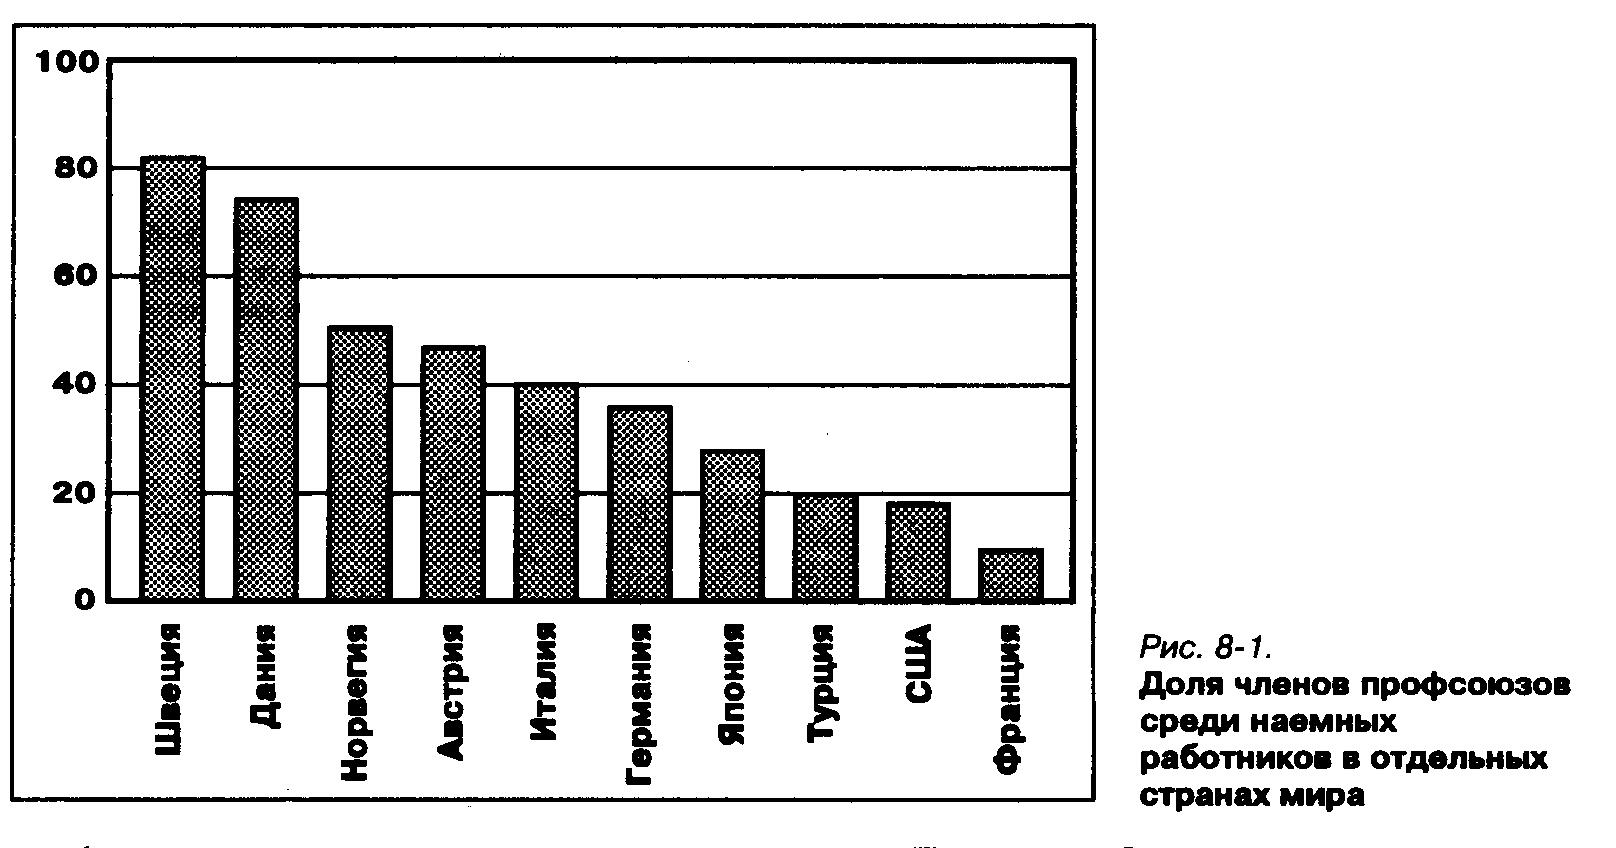 100
80
60
40
20
0
Швеция
Дания
Норвегия
Австрия
Италия
Германия
Япония
Турция
США
Франция
Рис. 8-1.
Доля членов профсоюзов
среди наемных
работников в отдельных
странах мира